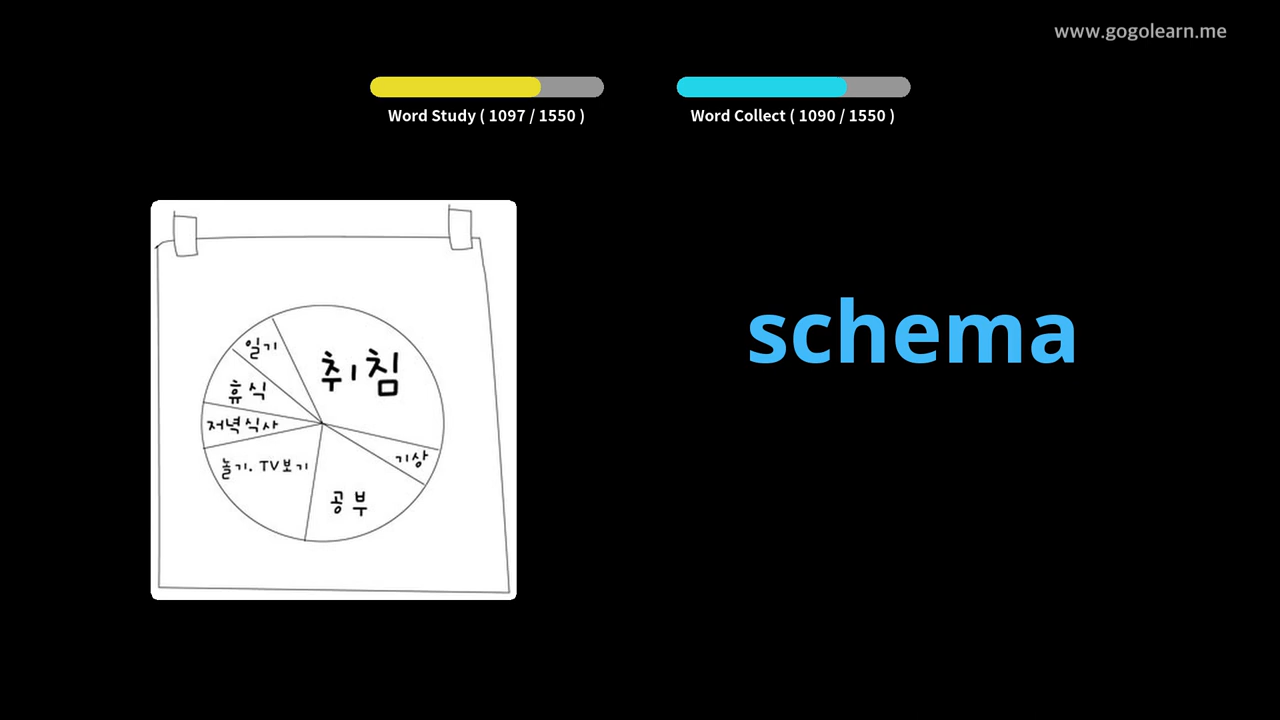 www.gogolearn.me
Word Study ( 1097 / 1550 )
Word Collect ( 1090 / 1550 )
일기
취침
휴식
저녁식사
놀기. TV보기
기상
공부
schema